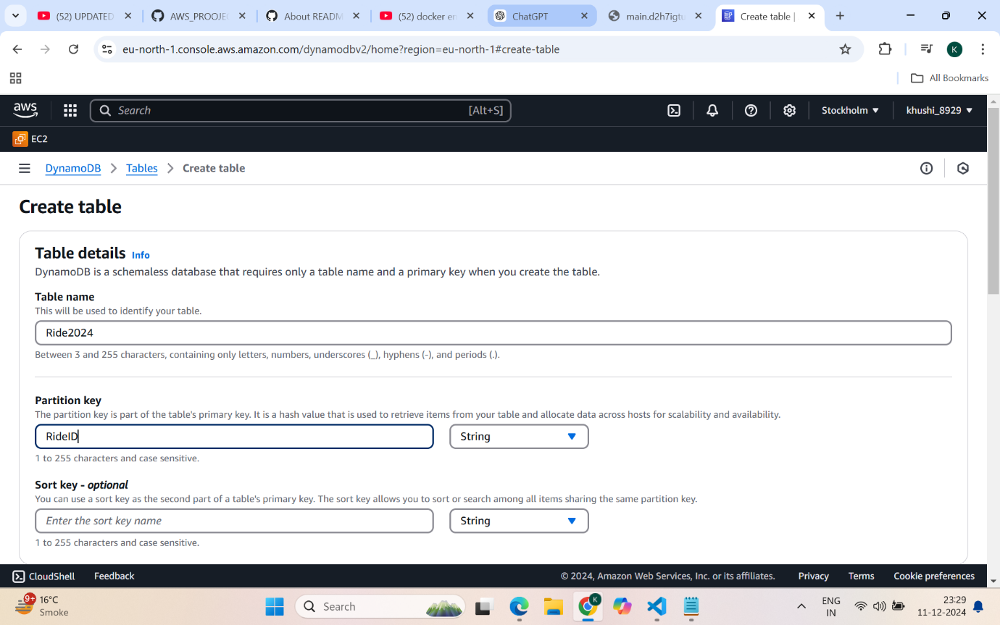 (52) UPDATED
AWS_PROOJE
About READM
(52) docker en
ChatGPT
main.d2h7igtu
Create table |
eu-north-1.console.aws.amazon.com/dynamodbv2/home?region=eu-north-1#create-table
K
All Bookmarks
aws
Search
[Alt+S]
Stockholm
khushi_8929
EC2
DynamoDB
Tables
Create table
Create table
Table details Info
DynamoDB is a schemaless database that requires only a table name and a primary key when you create the table.
Table name
This will be used to identify your table.
Ride2024
Between 3 and 255 characters, containing only letters, numbers, underscores (_), hyphens (-), and periods (.).
Partition key
The partition key is part of the table's primary key. It is a hash value that is used to retrieve items from your table and allocate data across hosts for scalability and availability.
RideID
String
1 to 255 characters and case sensitive.
Sort key - optional
You can use a sort key as the second part of a table's primary key. The sort key allows you to sort or search among all items sharing the same partition key.
Enter the sort key name
String
1 to 255 characters and case sensitive.
CloudShell
Feedback
© 2024, Amazon Web Services, Inc. or its affiliates.
Privacy
Terms
Cookie preferences
9+
16°C
Smoke
Search
K
ENG
IN
23:29
11-12-2024